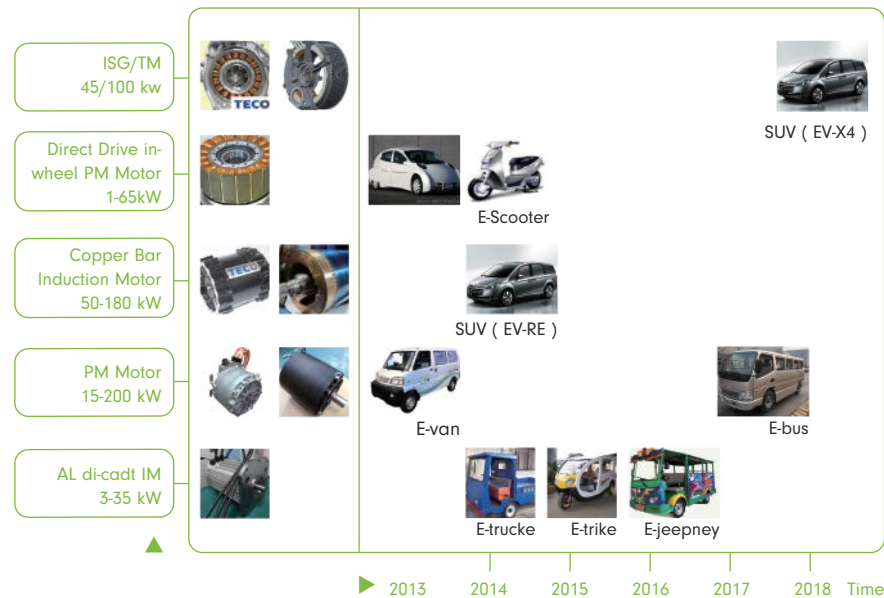 ISG/TM
45/100 kw
TECO
SUV ( EV-X4 )
Direct Drive in-
wheel PM Motor
1-65kW
E-Scooter
Copper Bar
Induction Motor
50-180 kW
TECO
SUV ( EV-RE )
PM Motor
15-200 kW
E-van
E-bus
AL di-cadt IM
3-35 kW
E-trucke
E-trike
E-jeepney
2013
2014
2015
2016
2017
2018
Time